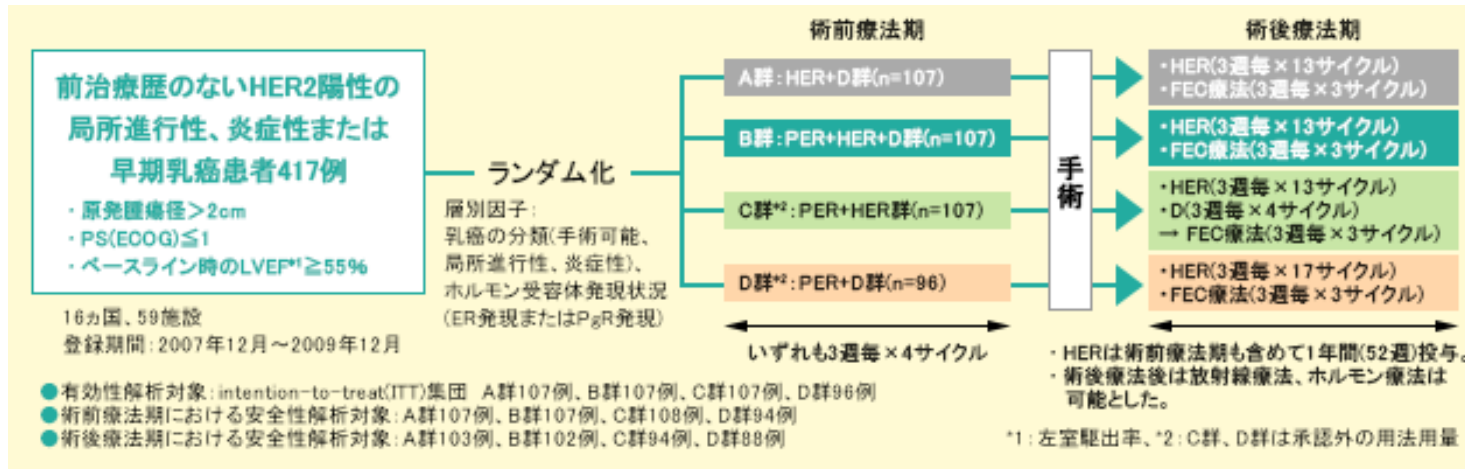 前治療歴のないHER2陽性の
局所進行性、炎症性または
早期乳癌患者417例
・原発腫瘍径＞2cm
・PS(ECOG)≦1
・ベースライン時のLVEF*1≧55%
16ヵ国、59施設
登録期間：2007年12月～2009年12月
ランダム化
層別因子：
乳癌の分類(手術可能、
局所進行性、炎症性)、
ホルモン受容体発現状況
(ER発現またはPgR発現)
術前療法期
A群：HER+D群(n=107)
B群：PER+HER+D群(n=107)
C群*2：PER+HER群(n=107)
D群*2：PER+D群(n=96)
いずれも3週毎×4サイクル
手術
術後療法期
・HER(3週毎×13サイクル)
・FEC療法(3週毎×3サイクル)
・HER(3週毎×13サイクル)
・FEC療法(3週毎×3サイクル)
・HER(3週毎×13サイクル)
・D(3週毎×4サイクル)
→ FEC療法(3週毎×3サイクル)
・HER(3週毎×17サイクル)
・FEC療法(3週毎×3サイクル)
・HERは術前療法期も含めて1年間(52週)投与。
・術後療法後は放射線療法、ホルモン療法は
可能とした。
●有効性解析対象：intention-to-treat(ITT)集団 A群107例、B群107例、C群107例、D群96例
●術前療法期における安全性解析対象：A群107例、B群107例、C群108例、D群94例
●術後療法期における安全性解析対象：A群103例、B群102例、C群94例、D群88例
*1：左室駆出率、*2：C群、D群は承認外の用法用量